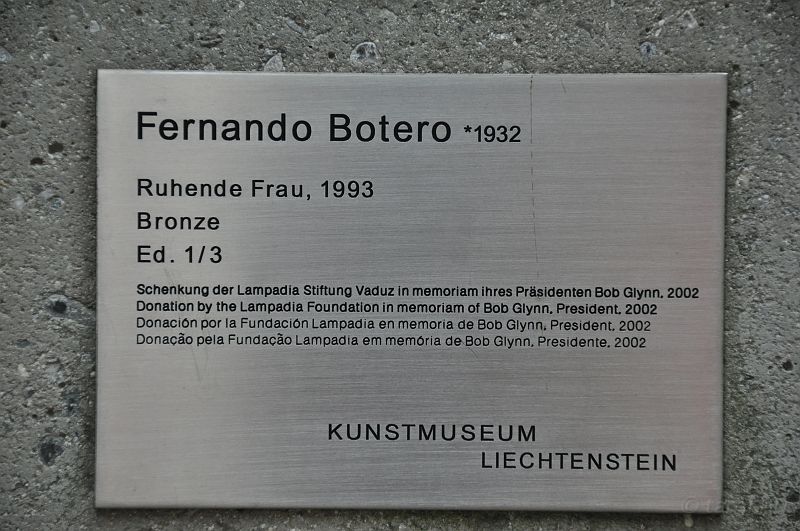 Fernando Botero *1932
Ruhende Frau, 1993
Bronze
Ed. 1/3
Schenkung der Lampadia Stiftung Vaduz in memoriam ihres Präsidenten Bob Glynn, 2002
Donation by the Lampadia Foundation in memoriam of Bob Glynn, President, 2002
Donación por la Fundación Lampadia en memoria de Bob Glynn, President, 2002
Donação pela Fundação Lampadia em memória de Bob Glynn, Presidente, 2002
KUNSTMUSEUM
LIECHTENSTEIN